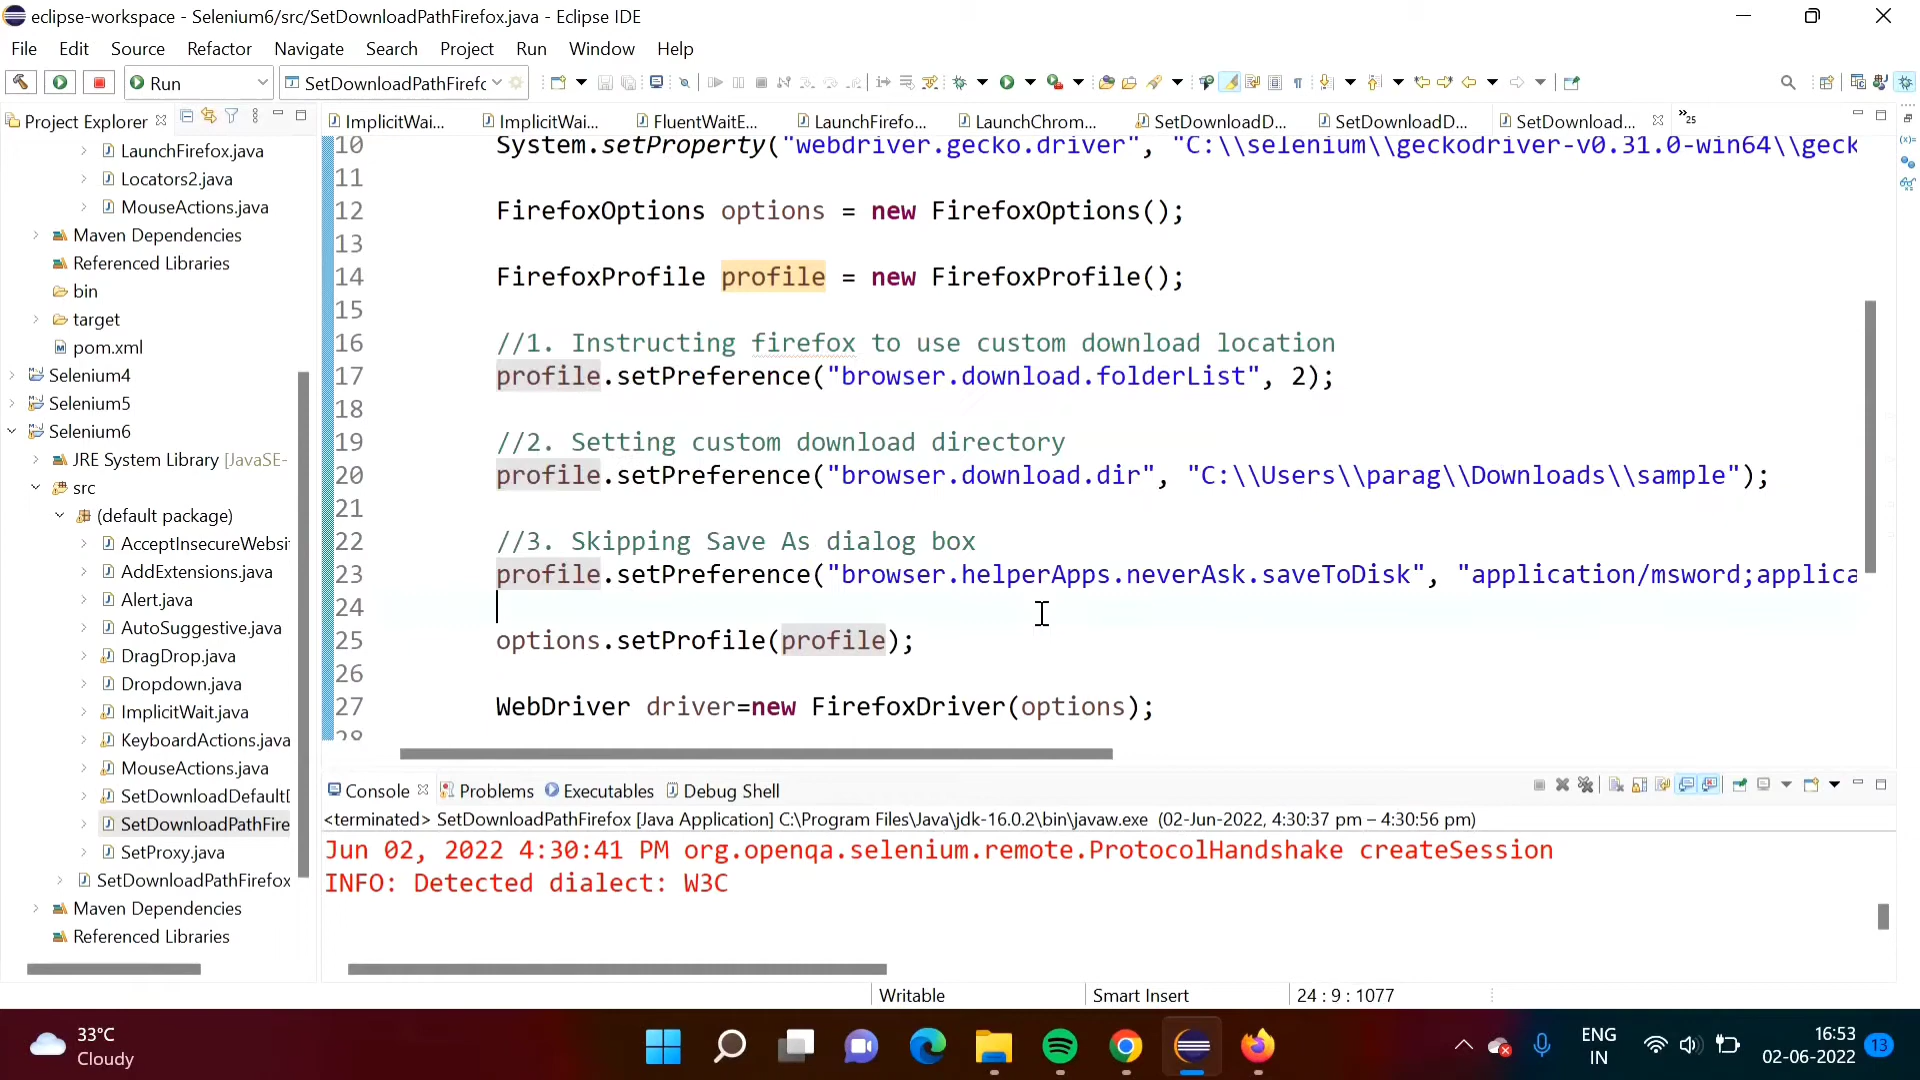 eclipse-workspace - Selenium6/src/SetDownloadPathFirefox.java - Eclipse IDE
File Edit Source Refactor Navigate Search Project Run Window Help
Run SetDownloadPathFirefc
Project Explorer
ImplicitWai... ImplicitWai... FluentWaitE... LaunchFirefo... LaunchChrom... SetDownloadD... SetDownloadD... SetDownload... »25
LaunchFirefox.java
Locators2.java
MouseActions.java
Maven Dependencies
Referenced Libraries
bin
target
pom.xml
Selenium4
Selenium5
Selenium6
JRE System Library [JavaSE-
src
(default package)
AcceptInsecureWebsi
AddExtensions.java
Alert.java
AutoSuggestive.java
DragDrop.java
Dropdown.java
ImplicitWait.java
KeyboardActions.java
MouseActions.java
SetDownloadDefault
SetDownloadPathFire
SetProxy.java
SetDownloadPathFirefox
Maven Dependencies
Referenced Libraries
10 System.setProperty("webdriver.gecko.driver", "C:\\selenium\\geckodriver-v0.31.0-win64\\geck
11
12 FirefoxOptions options = new FirefoxOptions();
13
14 FirefoxProfile profile = new FirefoxProfile();
15
16 //1. Instructing firefox to use custom download location
17 profile.setPreference("browser.download.folderList", 2);
18
19 //2. Setting custom download directory
20 profile.setPreference("browser.download.dir", "C:\\Users\\parag\\Downloads\\sample");
21
22 //3. Skipping Save As dialog box
23 profile.setPreference("browser.helperApps.neverAsk.saveToDisk", "application/msword;applica
24
25 options.setProfile(profile);
26
27 WebDriver driver=new FirefoxDriver(options);
28
Console Problems Executables Debug Shell
<terminated> SetDownloadPathFirefox [Java Application] C:\Program Files\Java\jdk-16.0.2\bin\javaw.exe (02-Jun-2022, 4:30:37 pm – 4:30:56 pm)
Jun 02, 2022 4:30:41 PM org.openqa.selenium.remote.ProtocolHandshake createSession
INFO: Detected dialect: W3C
Writable Smart Insert 24 : 9 : 1077
33°C
Cloudy
ENG
IN
16:53
02-06-2022
13